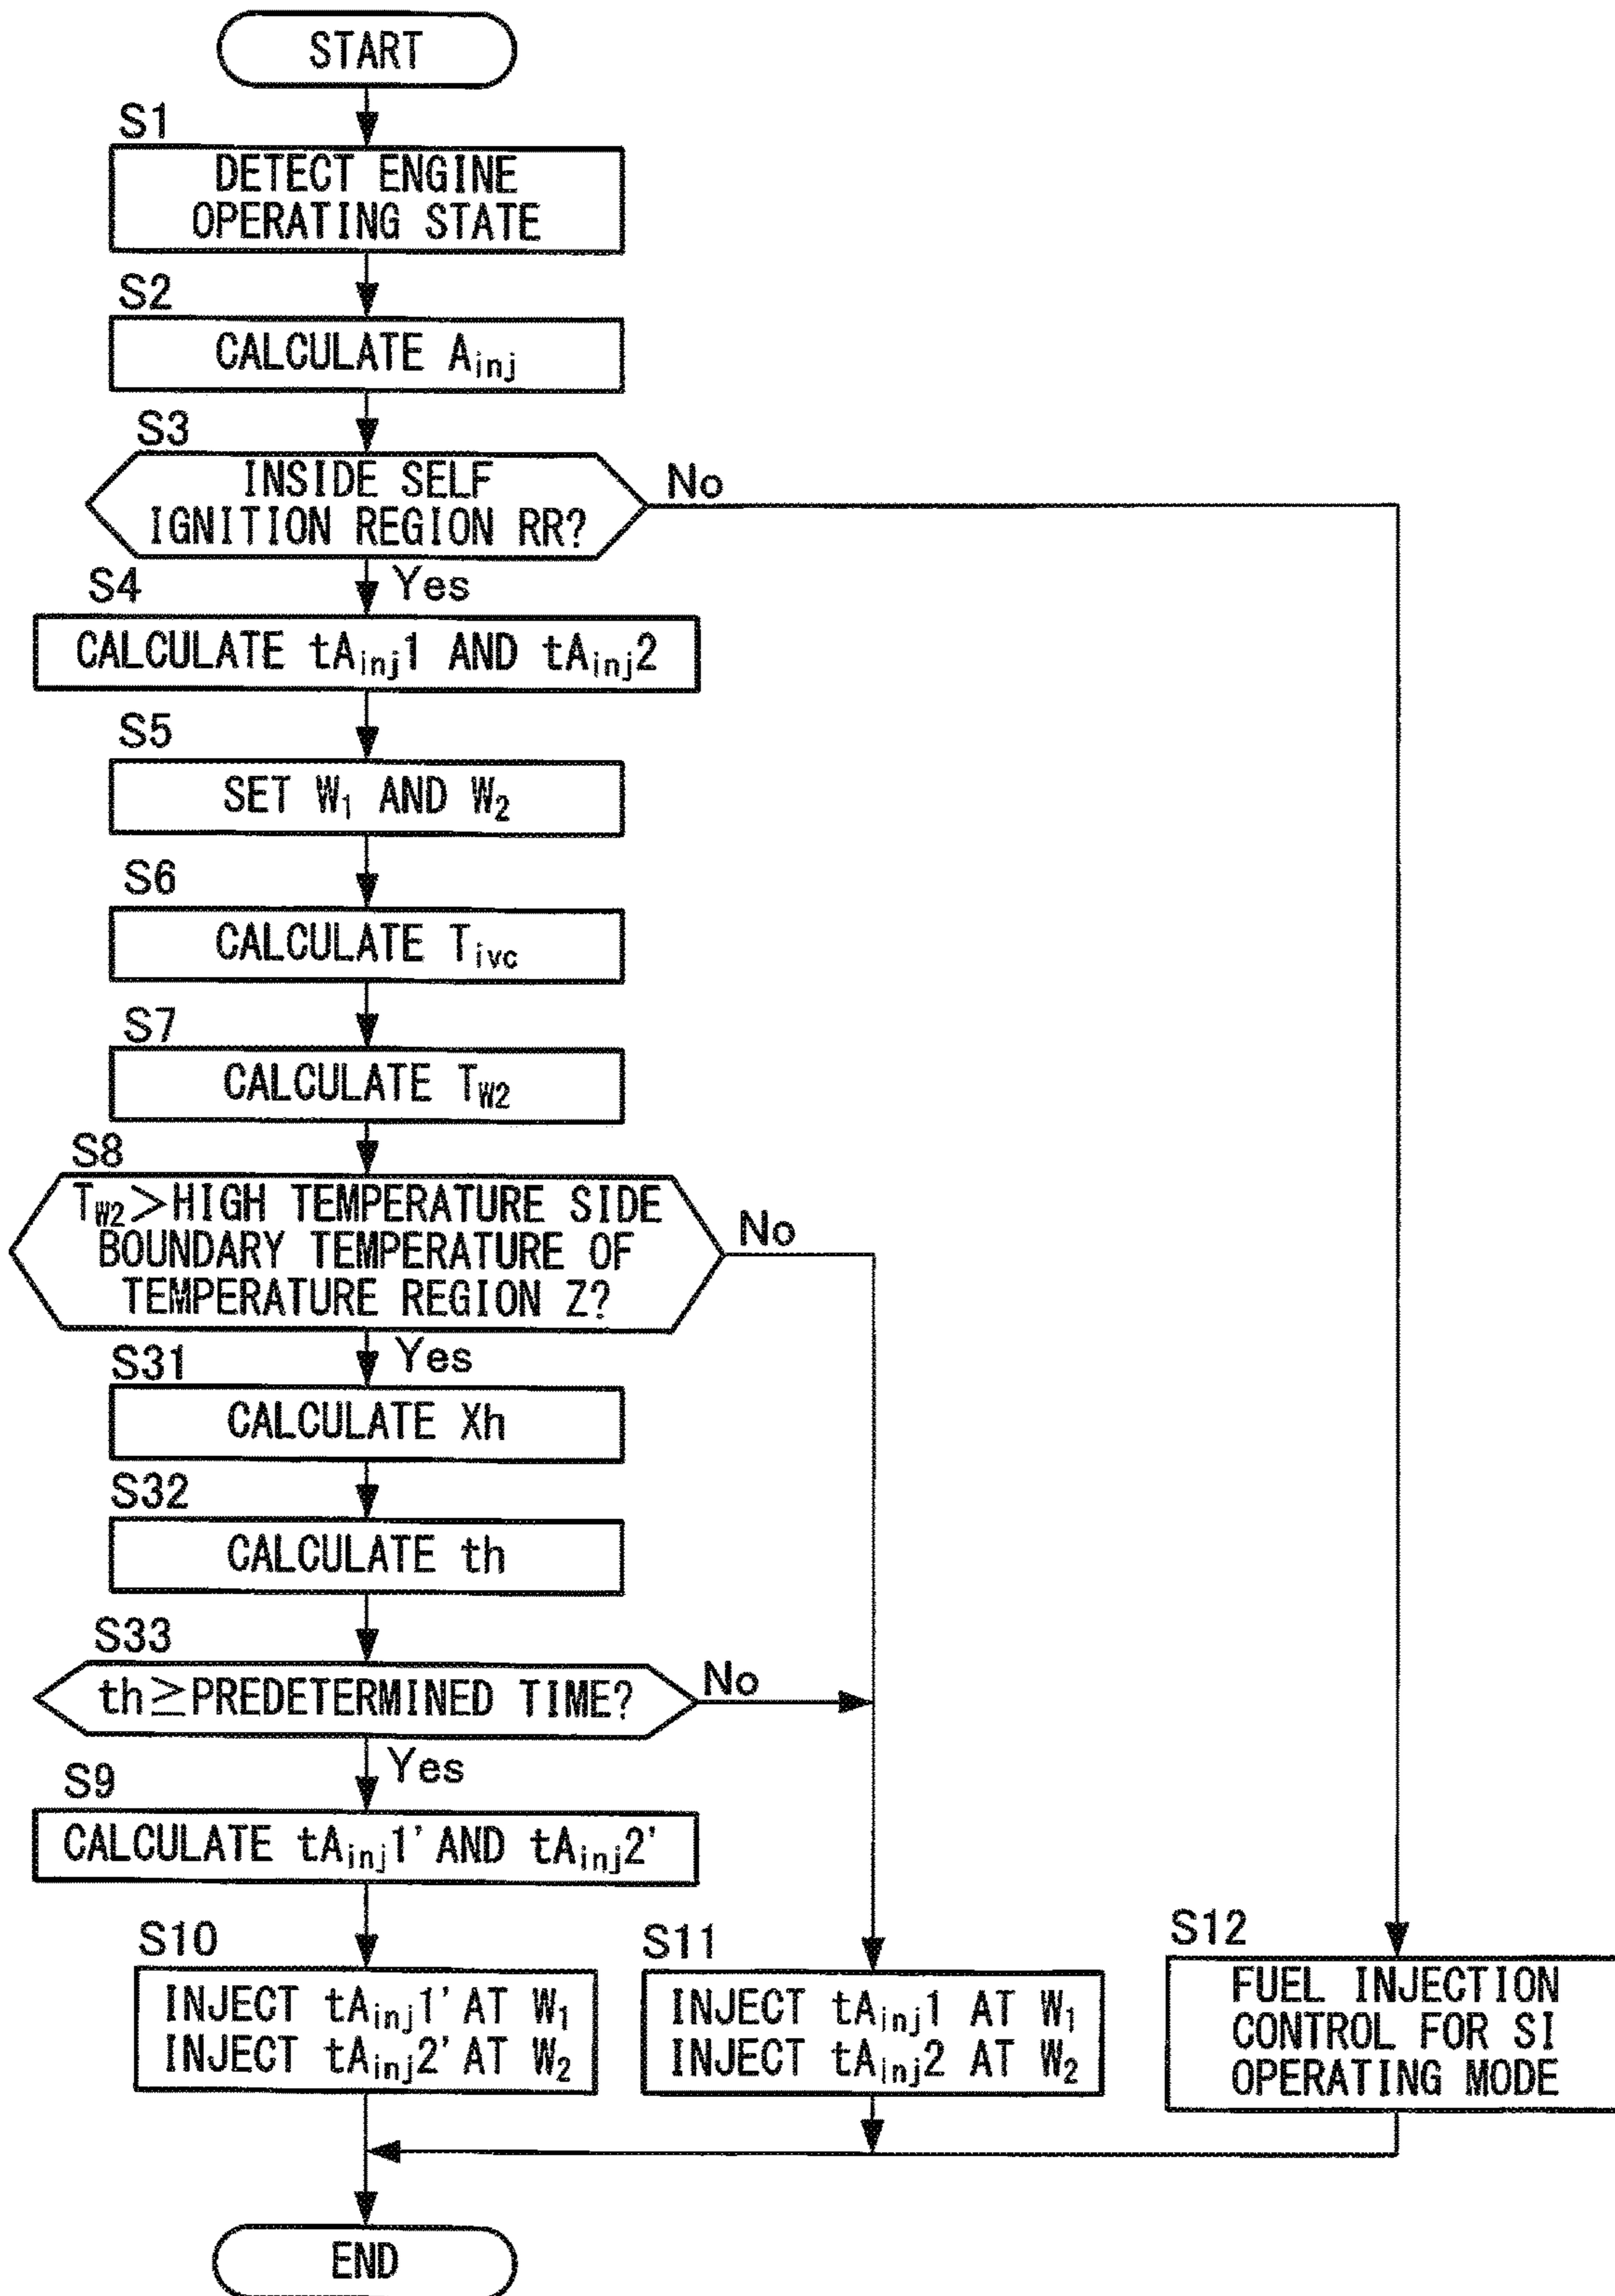 START
S1
DETECT ENGINE
OPERATING STATE
S2
CALCULATE Ainj
S3
INSIDE SELF
IGNITION REGION RR?
No
Yes
S4
CALCULATE tAinj1 AND tAinj2
S5
SET W1 AND W2
S6
CALCULATE Tivc
S7
CALCULATE TW2
S8
TW2>HIGH TEMPERATURE SIDE
BOUNDARY TEMPERATURE OF
TEMPERATURE REGION Z?
No
Yes
S31
CALCULATE Xh
S32
CALCULATE th
S33
th≥PREDETERMINED TIME?
No
Yes
S9
CALCULATE tAinj1' AND tAinj2'
S10
INJECT tAinj1' AT W1
INJECT tAinj2' AT W2
S11
INJECT tAinj1 AT W1
INJECT tAinj2 AT W2
S12
FUEL INJECTION
CONTROL FOR SI
OPERATING MODE
END